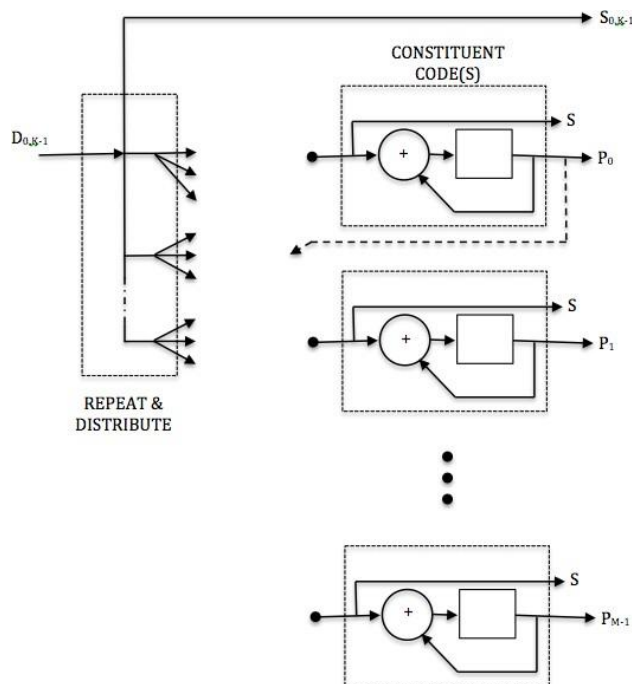 S0,K-1
CONSTITUENT
CODE(S)
S
D0,K-1
+
P0
S
+
P1
REPEAT &
DISTRIBUTE
S
+
PM-1